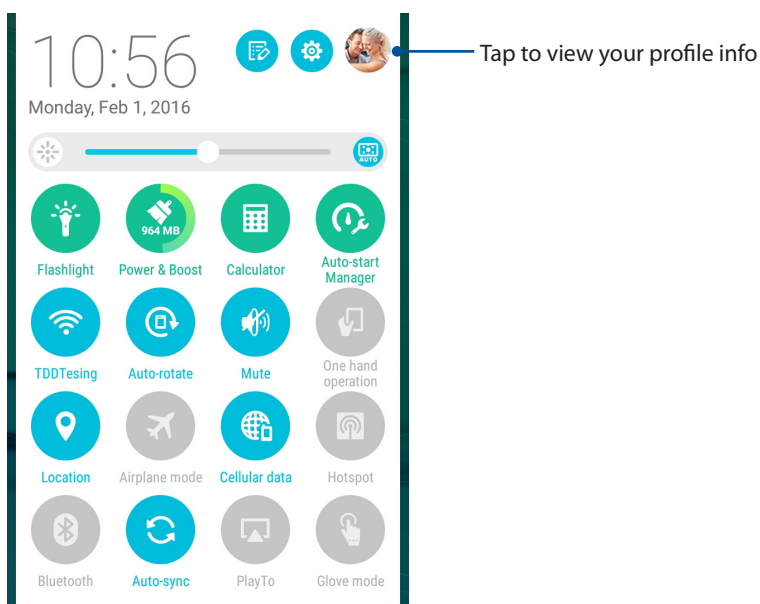 10:56
Tap to view your profile info
Monday, Feb 1, 2016
AUTO
964 MB
Flashlight
Power & Boost
Calculator
Auto-start
Manager
TDDTesing
Auto-rotate
Mute
One hand
operation
Location
Airplane mode
Cellular data
Hotspot
Bluetooth
Auto-sync
PlayTo
Glove mode